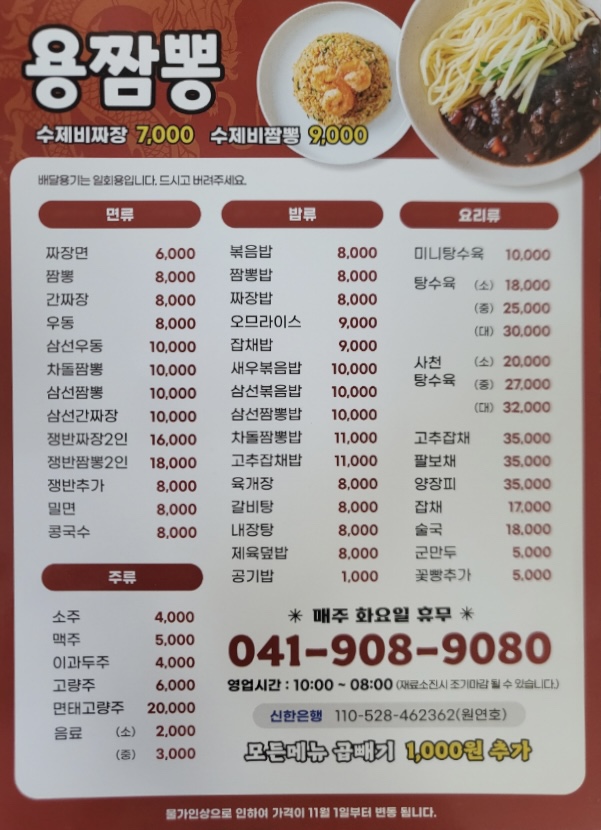 용짬뽕
수제비짜장 7,000 수제비짬뽕 9,000
배달용기는 일회용입니다. 드시고 버려주세요.
면류
짜장면 6,000
짬뽕 8,000
간짜장 8,000
우동 8,000
삼선우동 10,000
차돌짬뽕 10,000
삼선짬뽕 10,000
삼선간짜장 10,000
쟁반짜장2인 16,000
쟁반짬뽕2인 18,000
쟁반추가 8,000
밀면 8,000
콩국수 8,000
주류
소주 4,000
맥주 5,000
이과두주 4,000
고량주 6,000
면태고량주 20,000
음료 (소) 2,000
(중) 3,000
밥류
볶음밥 8,000
짬뽕밥 8,000
짜장밥 8,000
오므라이스 9,000
잡채밥 9,000
새우볶음밥 10,000
삼선볶음밥 10,000
삼선짬뽕밥 10,000
차돌짬뽕밥 11,000
고추잡채밥 11,000
육개장 8,000
갈비탕 8,000
내장탕 8,000
제육덮밥 8,000
공기밥 1,000
요리류
미니탕수육 10,000
탕수육 (소) 18,000
(중) 25,000
(대) 30,000
사천 (소) 20,000
탕수육 (중) 27,000
(대) 32,000
고추잡채 35,000
팔보채 35,000
양장피 35,000
잡채 17,000
술국 18,000
군만두 5,000
꽃빵추가 5,000
✳ 매주 화요일 휴무 ✳
041-908-9080
영업시간 : 10:00 ~ 08:00 (재료소진시 조기마감 될 수 있습니다.)
신한은행 110-528-462362(원연호)
모든메뉴 곱빼기 1,000원 추가
물가인상으로 인하여 가격이 11월 1일부터 변동 됩니다.